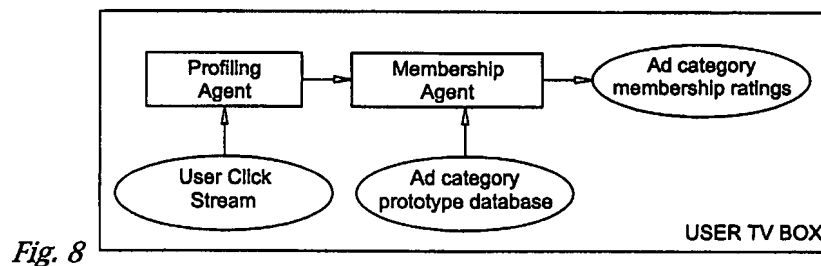 Profiling
Agent
Membership
Agent
Ad category
membership ratings
User Click
Stream
Ad category
prototype database
USER TV BOX
Fig. 8